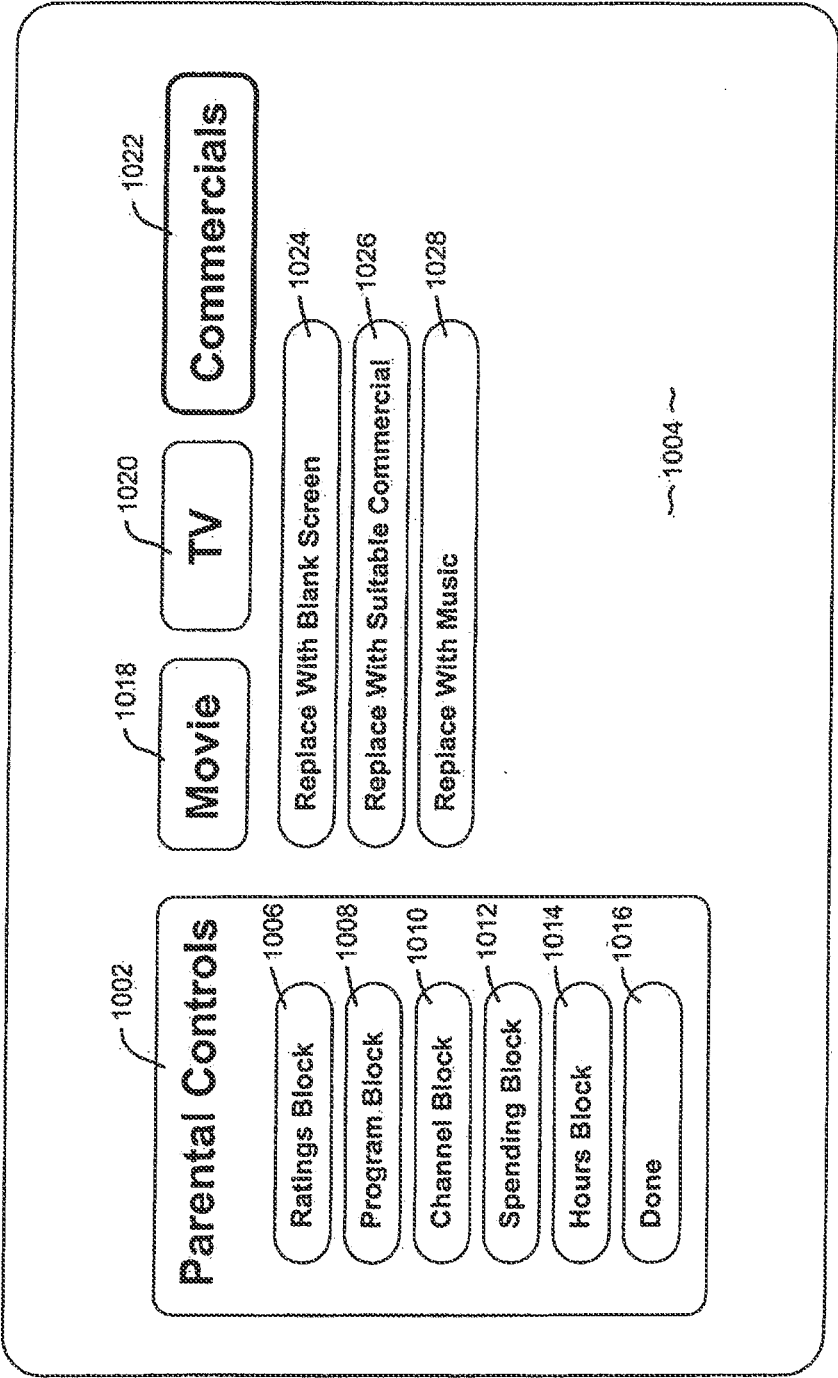 1002
Parental Controls
Ratings Block
1006
Program Block
1008
Channel Block
1010
Spending Block
1012
Hours Block
1014
Done
1016
1018
Movie
1020
TV
1022
Commercials
Replace With Blank Screen
1024
Replace With Suitable Commercial
1026
Replace With Music
1028
~ 1004 ~